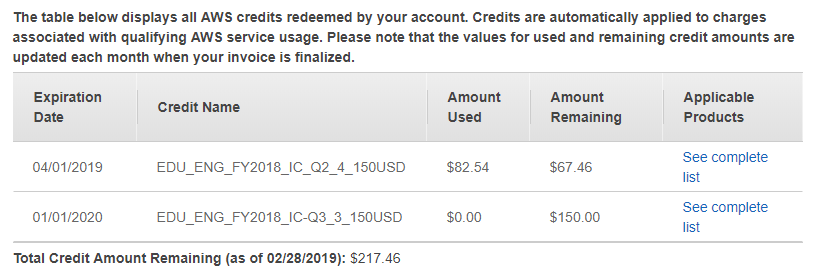 The table below displays all AWS credits redeemed by your account. Credits are automatically applied to charges
associated with qualifying AWS service usage. Please note that the values for used and remaining credit amounts are
updated each month when your invoice is finalized.
Expiration Date Credit Name Amount Used Amount Remaining Applicable Products
04/01/2019 EDU_ENG_FY2018_IC_Q2_4_150USD $82.54 $67.46 See complete list
01/01/2020 EDU_ENG_FY2018_IC-Q3_3_150USD $0.00 $150.00 See complete list
Total Credit Amount Remaining (as of 02/28/2019): $217.46